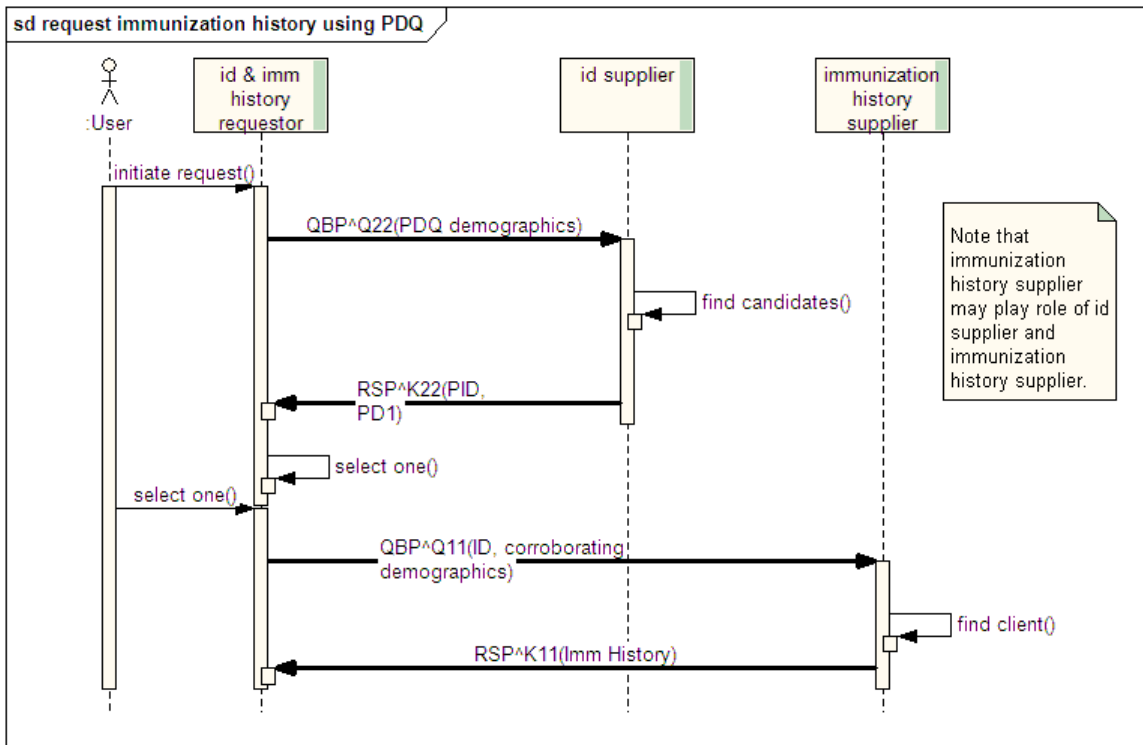 sd request immunization history using PDQ
:User
id & imm
history
requestor
id supplier
immunization
history
supplier
initiate request()
QBP^Q22(PDQ demographics)
Note that
immunization
history supplier
may play role of id
supplier and
immunization
history supplier.
find candidates()
RSP^K22(PID,
PD1)
select one()
select one()
QBP^Q11(ID, corroborating
demographics)
find client()
RSP^K11(Imm History)